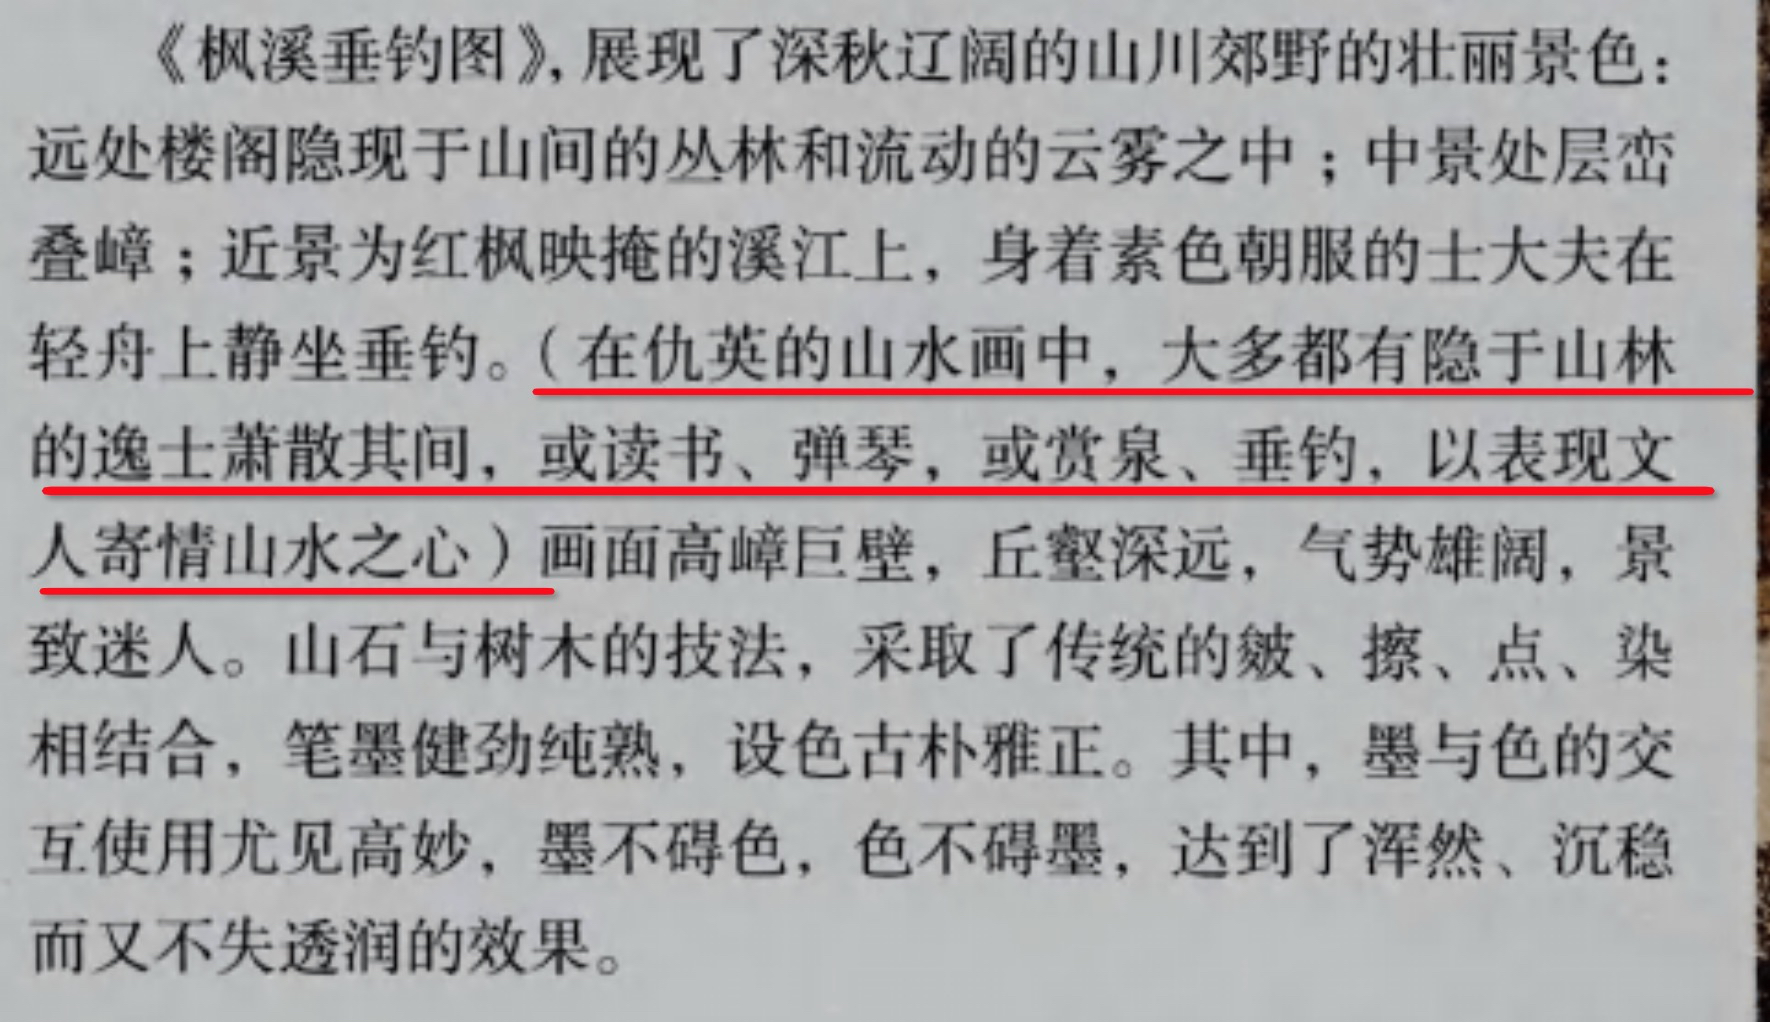 《枫溪垂钓图》，展现了深秋辽阔的山川郊野的壮丽景色：
远处楼阁隐现于山间的丛林和流动的云雾之中；中景处层峦
叠嶂；近景为红枫映掩的溪江上，身着素色朝服的士大夫在
轻舟上静坐垂钓。（在仇英的山水画中，大多都有隐于山林
的逸士萧散其间，或读书、弹琴，或赏泉、垂钓，以表现文
人寄情山水之心）画面高嶂巨壁，丘壑深远，气势雄阔，景
致迷人。山石与树木的技法，采取了传统的皴、擦、点、染
相结合，笔墨健劲纯熟，设色古朴雅正。其中，墨与色的交
互使用尤见高妙，墨不碍色，色不碍墨，达到了浑然、沉稳
而又不失透润的效果。